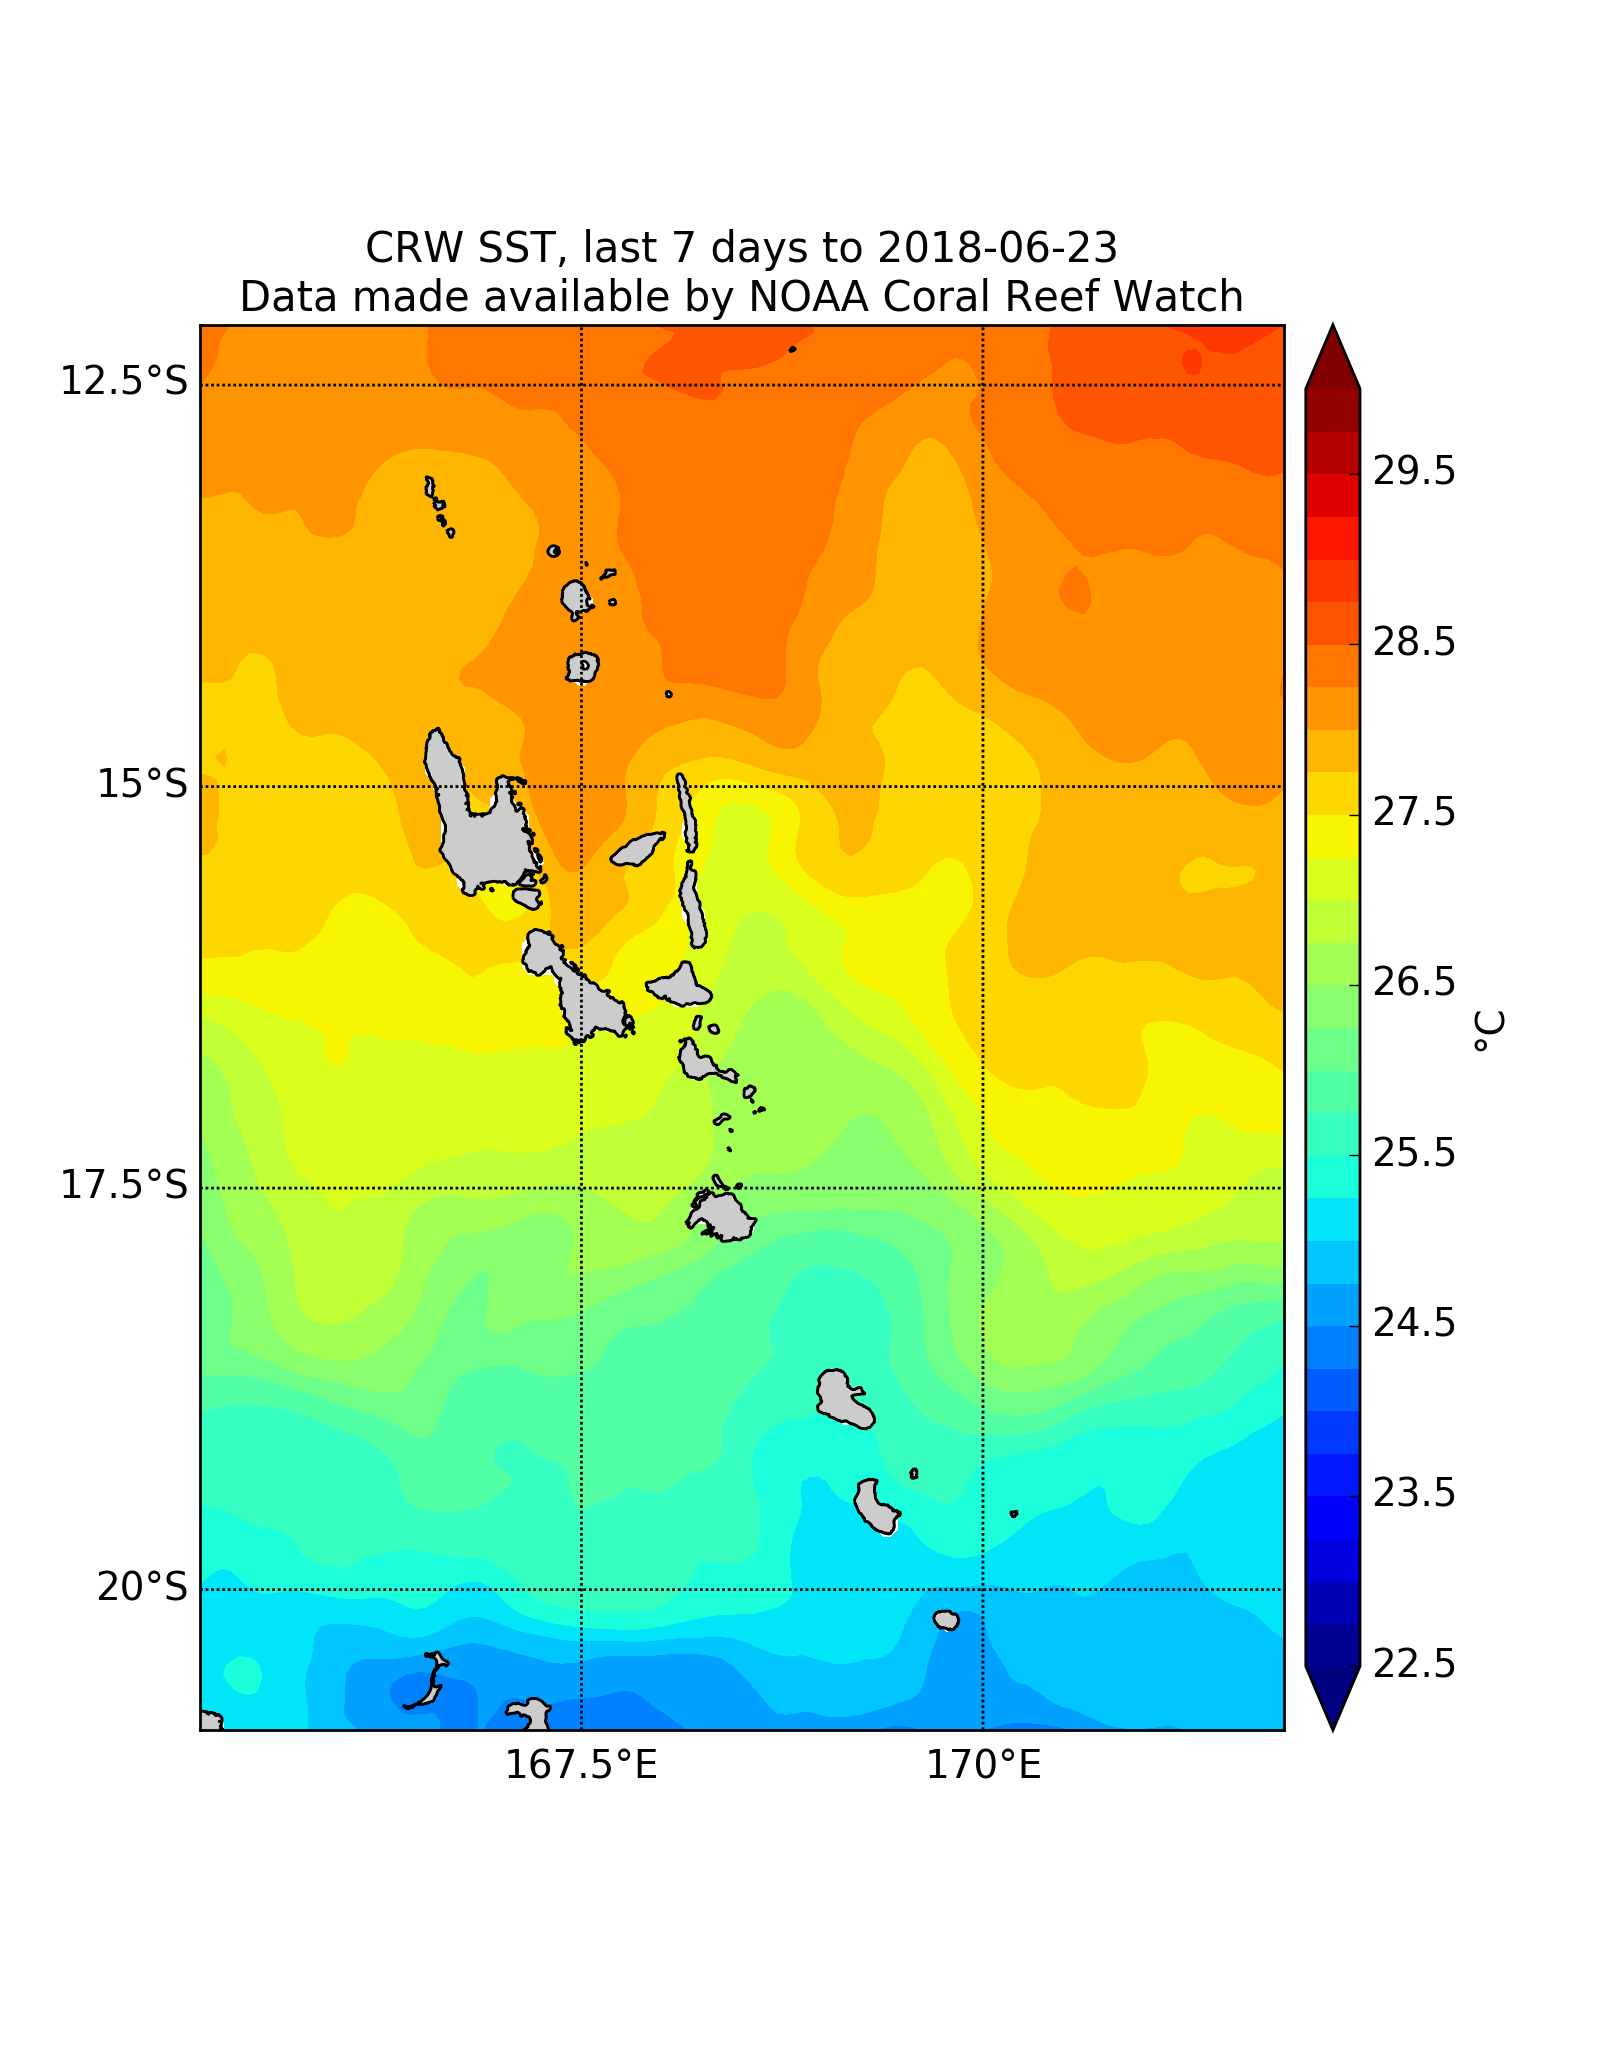 CRW SST, last 7 days to 2018-06-23
Data made available by NOAA Coral Reef Watch
12.5°S
15°S
17.5°S
20°S
167.5°E
170°E
29.5
28.5
27.5
26.5
25.5
24.5
23.5
22.5
°C